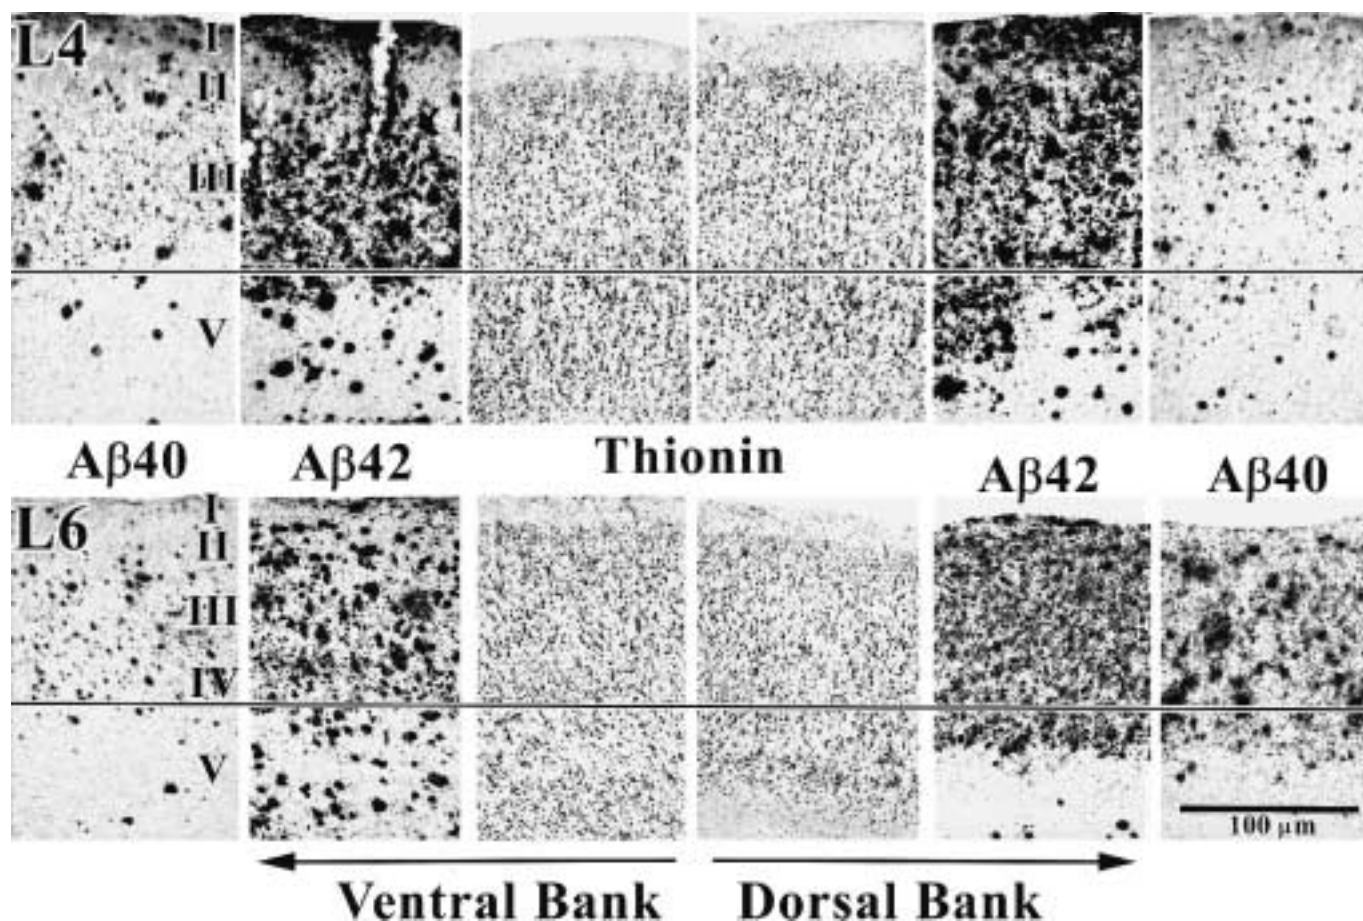 L4
I
II
III
V
Aβ40 Aβ42 Thionin Aβ42 Aβ40
L6
I
II
III
IV
V
100 μm
Ventral Bank Dorsal Bank